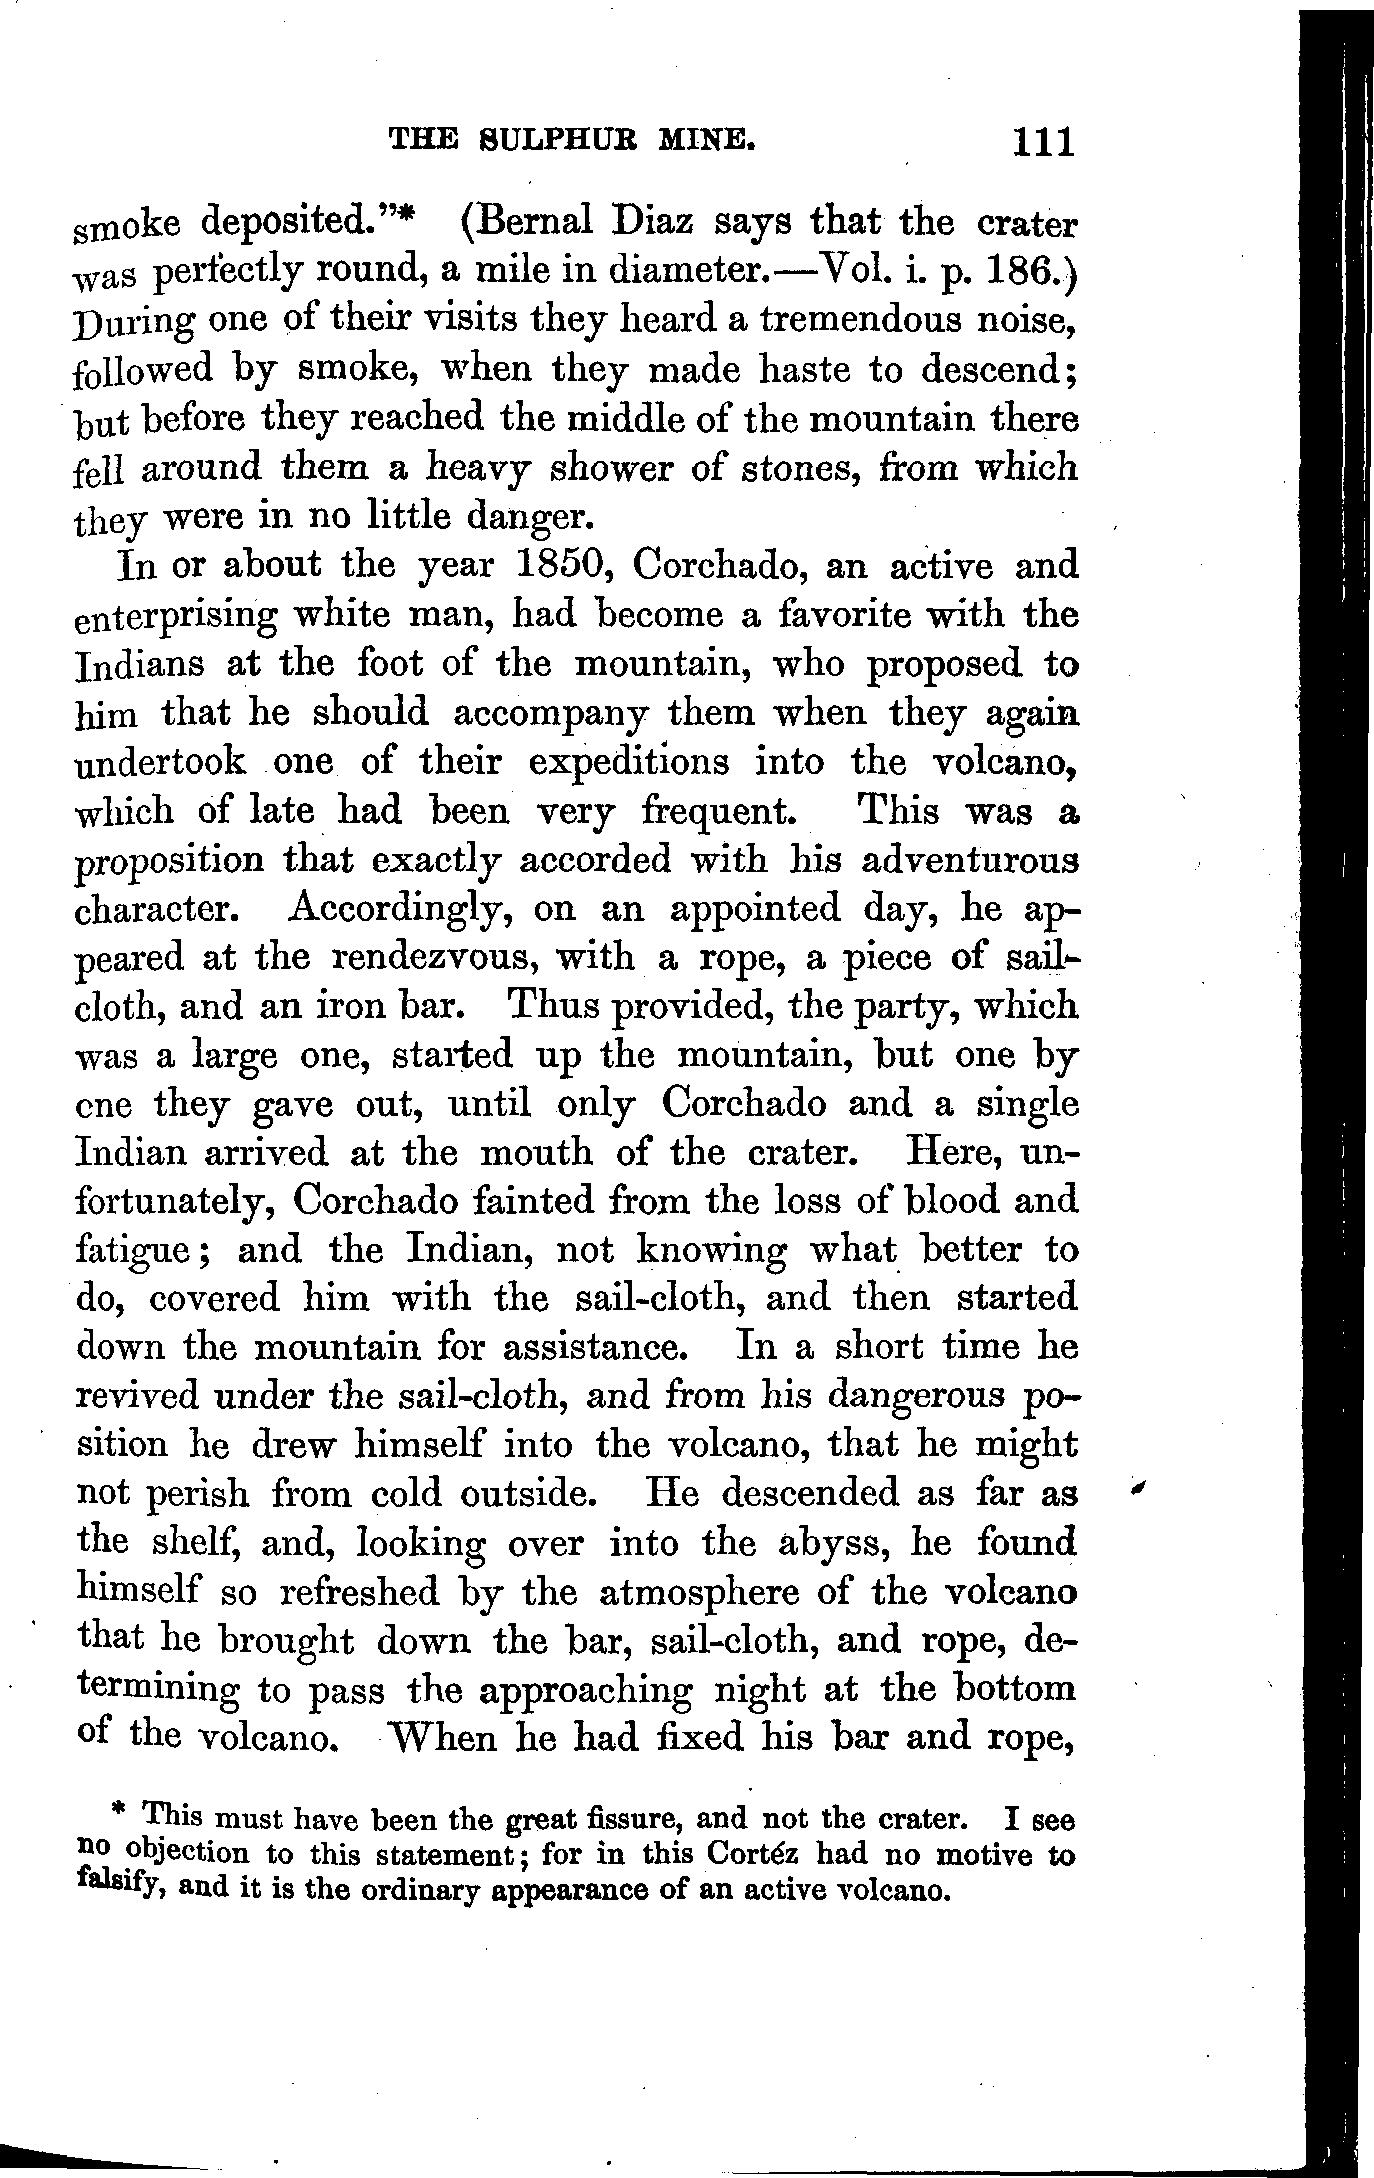 THE SULPHUR MINE. 111
smoke deposited."* (Bernal Diaz says that the crater
was perfectly round, a mile in diameter.—Vol. i. p. 186.)
During one of their visits they heard a tremendous noise,
followed by smoke, when they made haste to descend;
but before they reached the middle of the mountain there
fell around them a heavy shower of stones, from which
they were in no little danger.
In or about the year 1850, Corchado, an active and
enterprising white man, had become a favorite with the
Indians at the foot of the mountain, who proposed to
him that he should accompany them when they again
undertook one of their expeditions into the volcano,
which of late had been very frequent. This was a
proposition that exactly accorded with his adventurous
character. Accordingly, on an appointed day, he ap-
peared at the rendezvous, with a rope, a piece of sail-
cloth, and an iron bar. Thus provided, the party, which
was a large one, started up the mountain, but one by
cne they gave out, until only Corchado and a single
Indian arrived at the mouth of the crater. Here, un-
fortunately, Corchado fainted from the loss of blood and
fatigue; and the Indian, not knowing what better to
do, covered him with the sail-cloth, and then started
down the mountain for assistance. In a short time he
revived under the sail-cloth, and from his dangerous po-
sition he drew himself into the volcano, that he might
not perish from cold outside. He descended as far as
the shelf, and, looking over into the abyss, he found
himself so refreshed by the atmosphere of the volcano
that he brought down the bar, sail-cloth, and rope, de-
termining to pass the approaching night at the bottom
of the volcano. When he had fixed his bar and rope,
* This must have been the great fissure, and not the crater. I see
no objection to this statement; for in this Cortéz had no motive to
falsify, and it is the ordinary appearance of an active volcano.